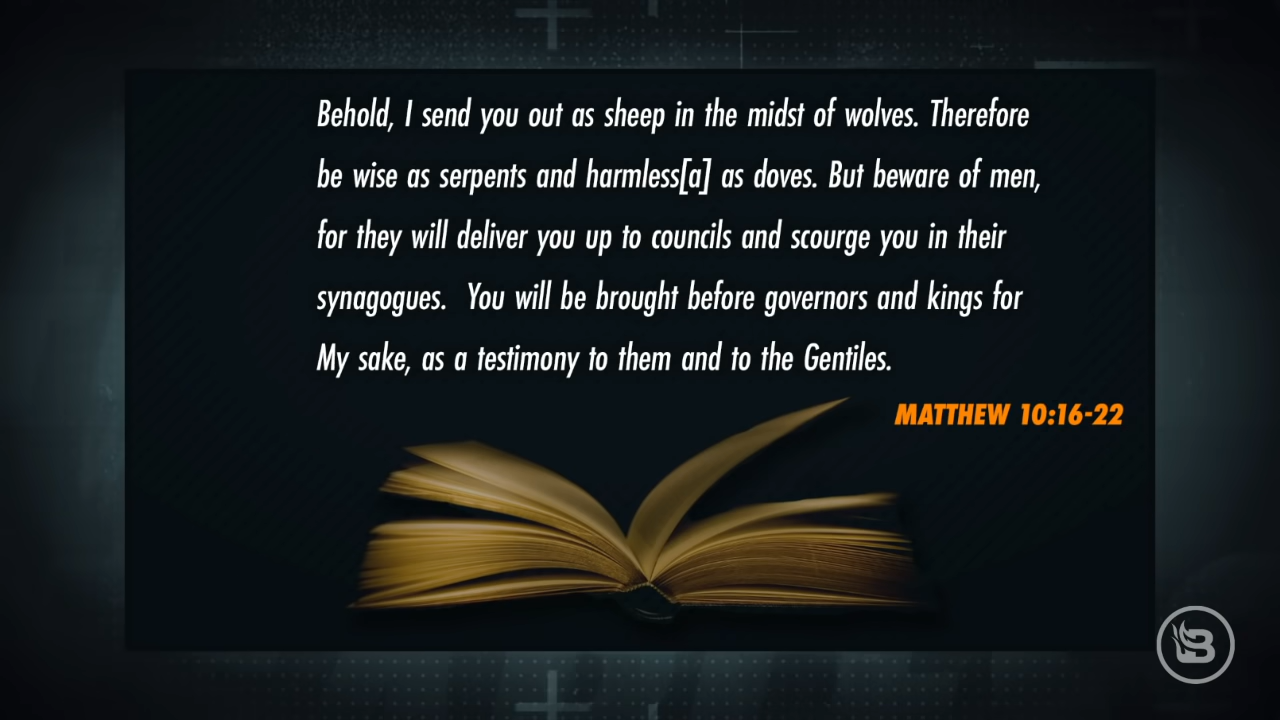 Behold, I send you out as sheep in the midst of wolves. Therefore
be wise as serpents and harmless[a] as doves. But beware of men,
for they will deliver you up to councils and scourge you in their
synagogues.  You will be brought before governors and kings for
My sake, as a testimony to them and to the Gentiles.
MATTHEW 10:16-22
B